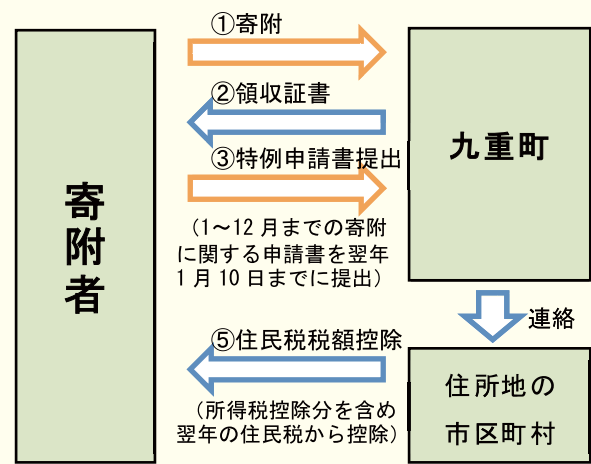 ①寄附
②領収証書
③特例申請書提出
（1～12月までの寄附
に関する申請書を翌年
1月10日までに提出）
寄附者
九重町
連絡
⑤住民税税額控除
（所得税控除分を含め
翌年の住民税から控除）
住所地の
市区町村